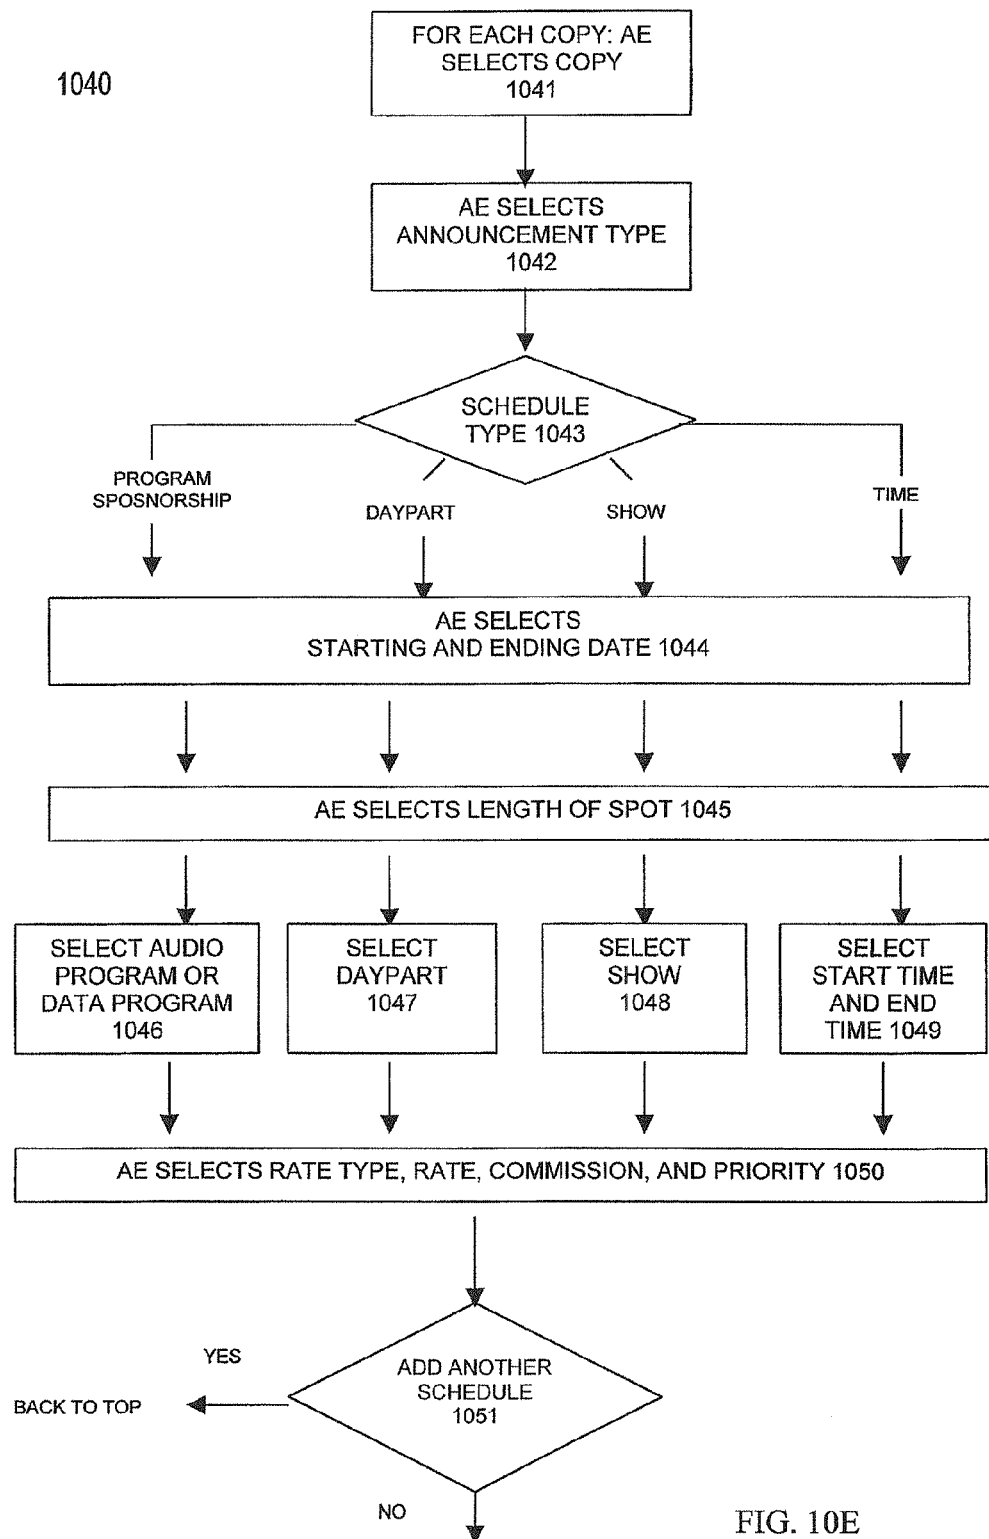 FOR EACH COPY: AE
SELECTS COPY
1041
1040
AE SELECTS
ANNOUNCEMENT TYPE
1042
SCHEDULE
TYPE 1043
PROGRAM
SPOSNORSHIP
DAYPART
SHOW
TIME
AE SELECTS
STARTING AND ENDING DATE 1044
AE SELECTS LENGTH OF SPOT 1045
SELECT AUDIO
PROGRAM OR
DATA PROGRAM
1046
SELECT
DAYPART
1047
SELECT
SHOW
1048
SELECT
START TIME
AND END
TIME 1049
AE SELECTS RATE TYPE, RATE, COMMISSION, AND PRIORITY 1050
YES
ADD ANOTHER
SCHEDULE
1051
BACK TO TOP
NO
FIG. 10E